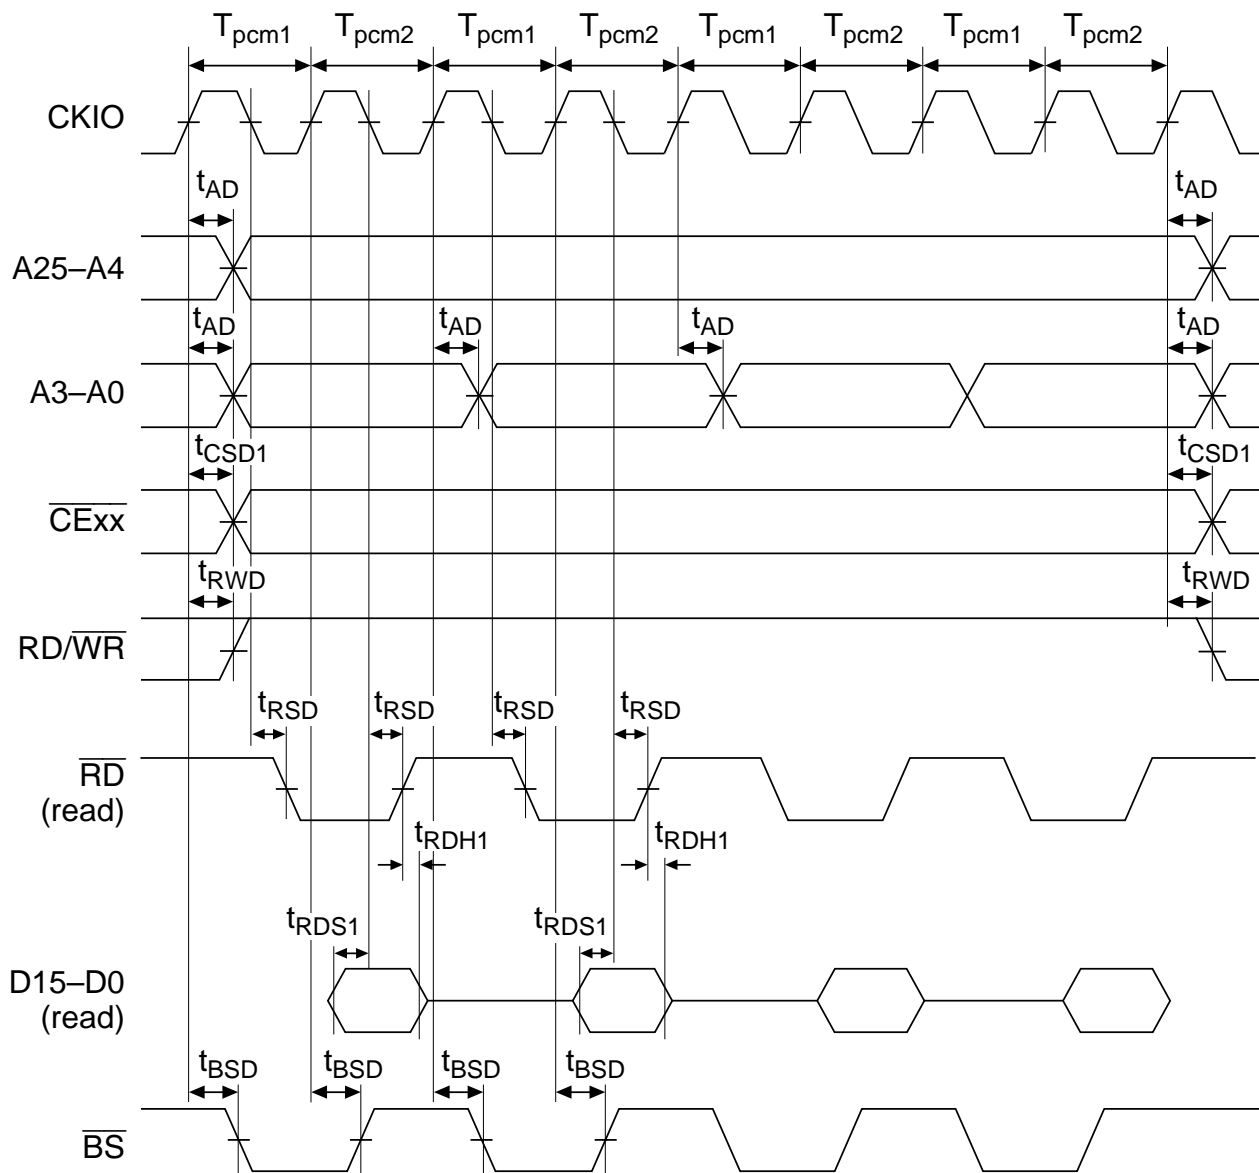 Tpcm1 Tpcm2 Tpcm1 Tpcm2 Tpcm1 Tpcm2 Tpcm1 Tpcm2
CKIO
tAD tAD
A25–A4
tAD tAD tAD tAD
A3–A0
tCSD1 tCSD1
CExx
tRWD tRWD
RD/WR
tRSD tRSD tRSD tRSD
RD
(read)
tRDH1 tRDH1
tRDS1 tRDS1
D15–D0
(read)
tBSD tBSD tBSD tBSD
BS